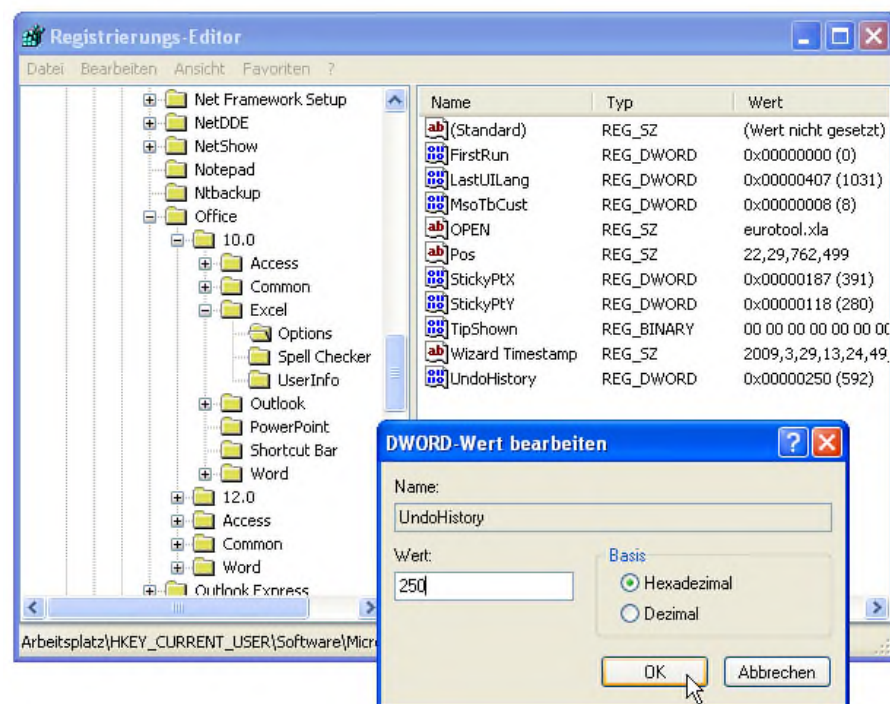 Registrierungs-Editor
Datei Bearbeiten Ansicht Favoriten ?
Net Framework Setup
NetDDE
NetShow
Notepad
Ntbackup
Office
10.0
Access
Common
Excel
Options
Spell Checker
UserInfo
Outlook
PowerPoint
Shortcut Bar
Word
12.0
Access
Common
Word
Outlook Express
Name Typ Wert
(Standard) REG_SZ (Wert nicht gesetzt)
FirstRun REG_DWORD 0x00000000 (0)
LastUILang REG_DWORD 0x00000407 (1031)
MsoTbCust REG_DWORD 0x00000008 (8)
OPEN REG_SZ eurotool.xla
Pos REG_SZ 22,29,762,499
StickyPtX REG_DWORD 0x00000187 (391)
StickyPtY REG_DWORD 0x00000118 (280)
TipShown REG_BINARY 00 00 00 00 00 00 00
Wizard Timestamp REG_SZ 2009,3,29,13,24,49
UndoHistory REG_DWORD 0x00000250 (592)
Arbeitsplatz\HKEY_CURRENT_USER\Software\Micr
DWORD-Wert bearbeiten
Name:
UndoHistory
Wert:
250
Basis
Hexadezimal
Dezimal
OK Abbrechen